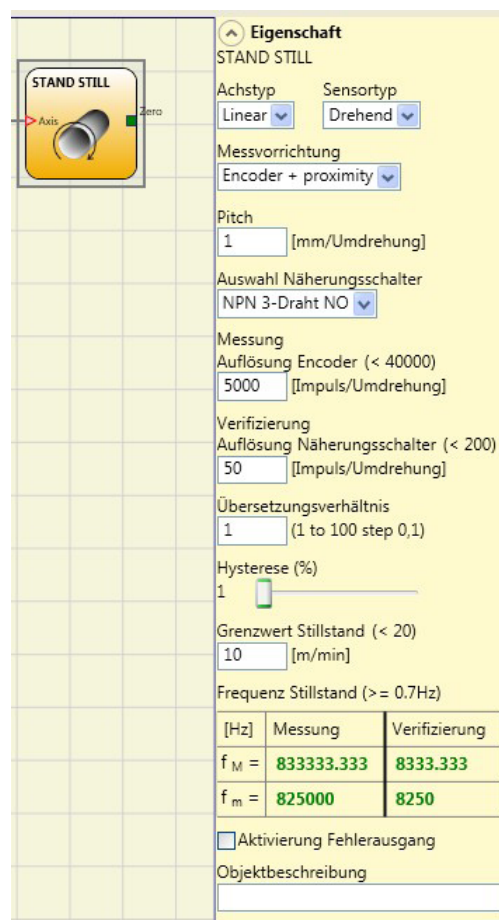 STAND STILL
Axis
Zero
Eigenschaft
STAND STILL
Achstyp Sensortyp
Linear Drehend
Messvorrichtung
Encoder + proximity
Pitch
1 [mm/Umdrehung]
Auswahl Näherungsschalter
NPN 3-Draht NO
Messung
Auflösung Encoder (< 40000)
5000 [Impuls/Umdrehung]
Verifizierung
Auflösung Näherungsschalter (< 200)
50 [Impuls/Umdrehung]
Übersetzungsverhältnis
1 (1 to 100 step 0,1)
Hysterese (%)
1
Grenzwert Stillstand (< 20)
10 [m/min]
Frequenz Stillstand (>= 0.7Hz)
[Hz] Messung Verifizierung
f M = 833333.333 8333.333
f m = 825000 8250
Aktivierung Fehlerausgang
Objektbeschreibung